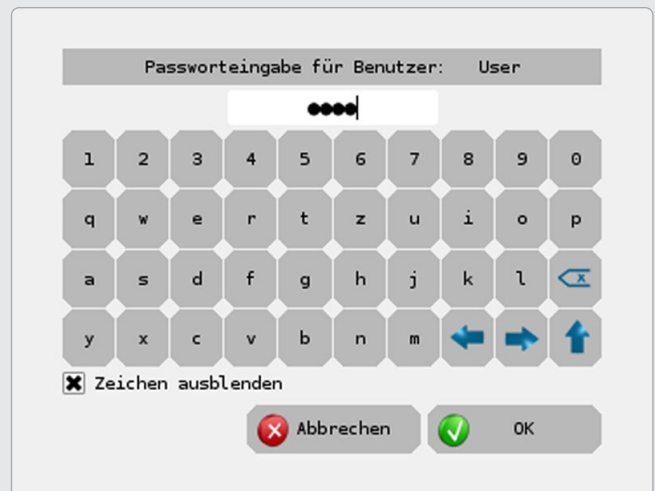 Passworteingabe für Benutzer: User
●●●●
1 2 3 4 5 6 7 8 9 0
q w e r t z u i o p
a s d f g h j k l
y x c v b n m
Zeichen ausblenden
Abbrechen OK